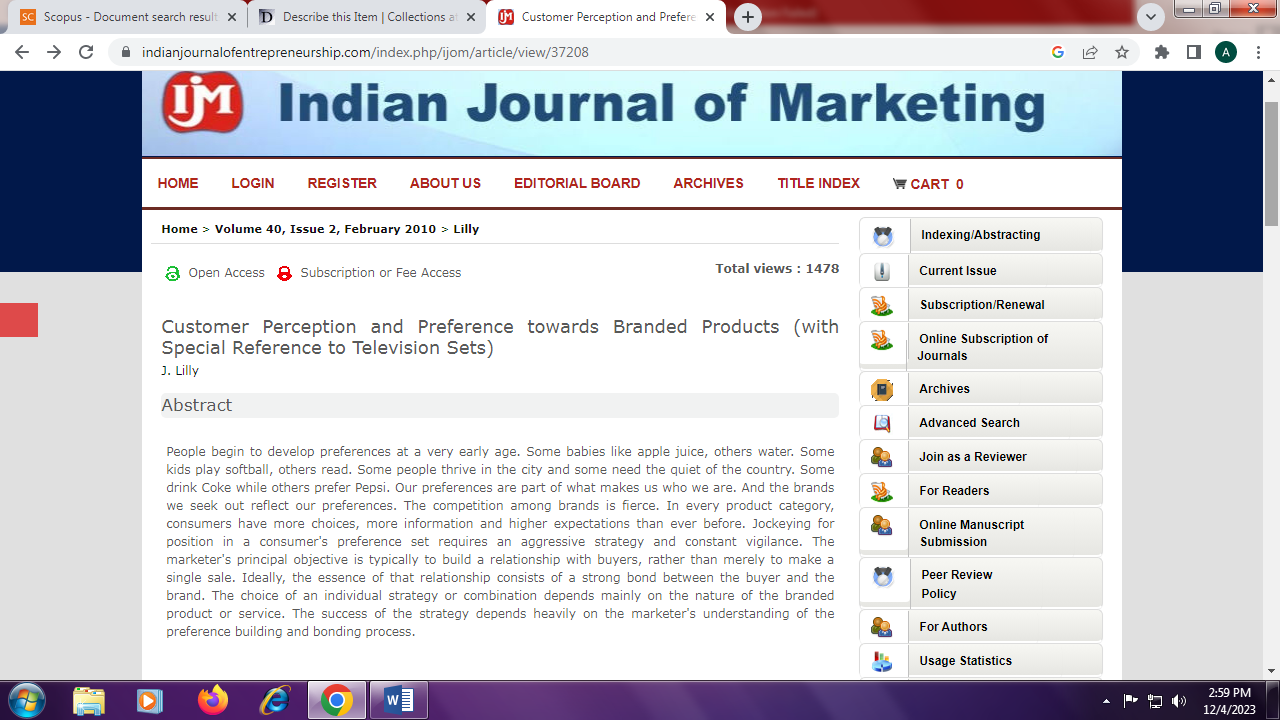 Scopus - Document search result
Describe this Item | Collections at
Customer Perception and Prefere
indianjournalofentrepreneurship.com/index.php/ijom/article/view/37208
A
IJM
Indian Journal of Marketing
HOME LOGIN REGISTER ABOUT US EDITORIAL BOARD ARCHIVES TITLE INDEX CART 0
Home > Volume 40, Issue 2, February 2010 > Lilly
Open Access Subscription or Fee Access
Total views : 1478
Customer Perception and Preference towards Branded Products (with
Special Reference to Television Sets)
J. Lilly
Abstract
People begin to develop preferences at a very early age. Some babies like apple juice, others water. Some
kids play softball, others read. Some people thrive in the city and some need the quiet of the country. Some
drink Coke while others prefer Pepsi. Our preferences are part of what makes us who we are. And the brands
we seek out reflect our preferences. The competition among brands is fierce. In every product category,
consumers have more choices, more information and higher expectations than ever before. Jockeying for
position in a consumer's preference set requires an aggressive strategy and constant vigilance. The
marketer's principal objective is typically to build a relationship with buyers, rather than merely to make a
single sale. Ideally, the essence of that relationship consists of a strong bond between the buyer and the
brand. The choice of an individual strategy or combination depends mainly on the nature of the branded
product or service. The success of the strategy depends heavily on the marketer's understanding of the
preference building and bonding process.
Indexing/Abstracting
Current Issue
Subscription/Renewal
Online Subscription of
Journals
Archives
Advanced Search
Join as a Reviewer
For Readers
Online Manuscript
Submission
Peer Review
Policy
For Authors
Usage Statistics
2:59 PM
12/4/2023